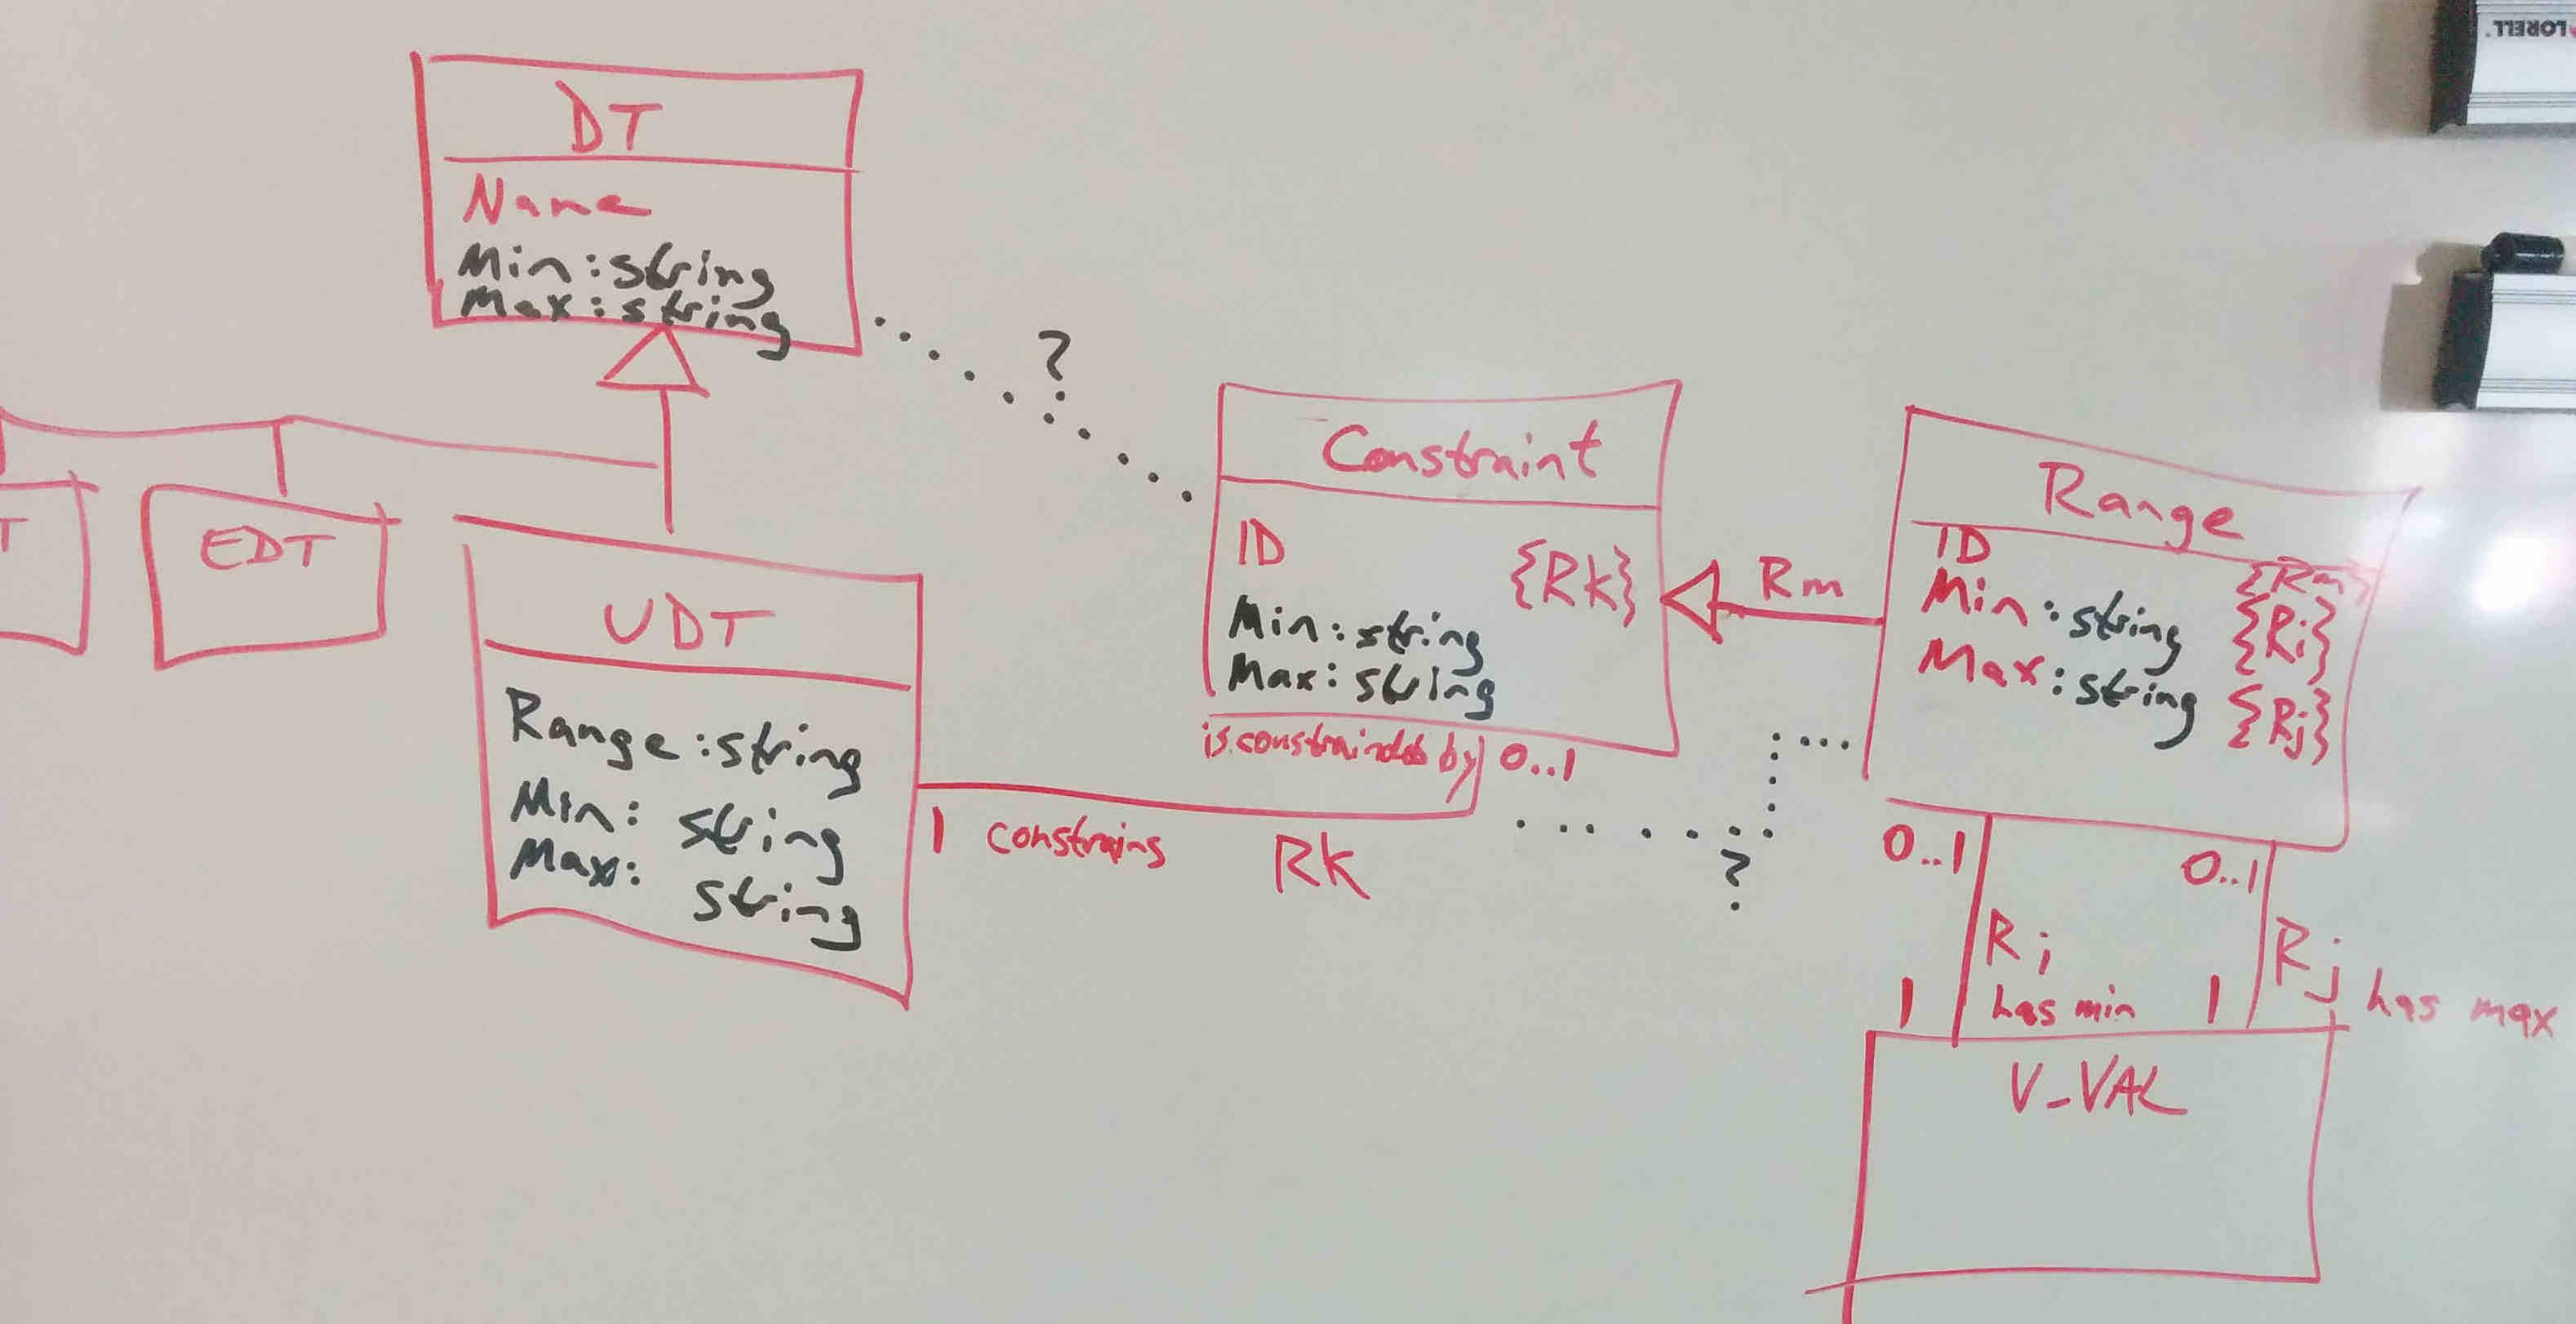 LORELL.
DT
Name
Min: string
Max: string
?
T
EDT
UDT
Range: string
Min: string
Max: string
Constraint
ID
{Rk}
Min: string
Max: string
is constrainded by
0..1
1
constrains
Rk
Rm
Range
ID
{Rm}
Min: string
{Ri}
Max: string
{Rj}
?
0..1
0..1
Ri
has min
1
Rj
has max
1
V_VAL